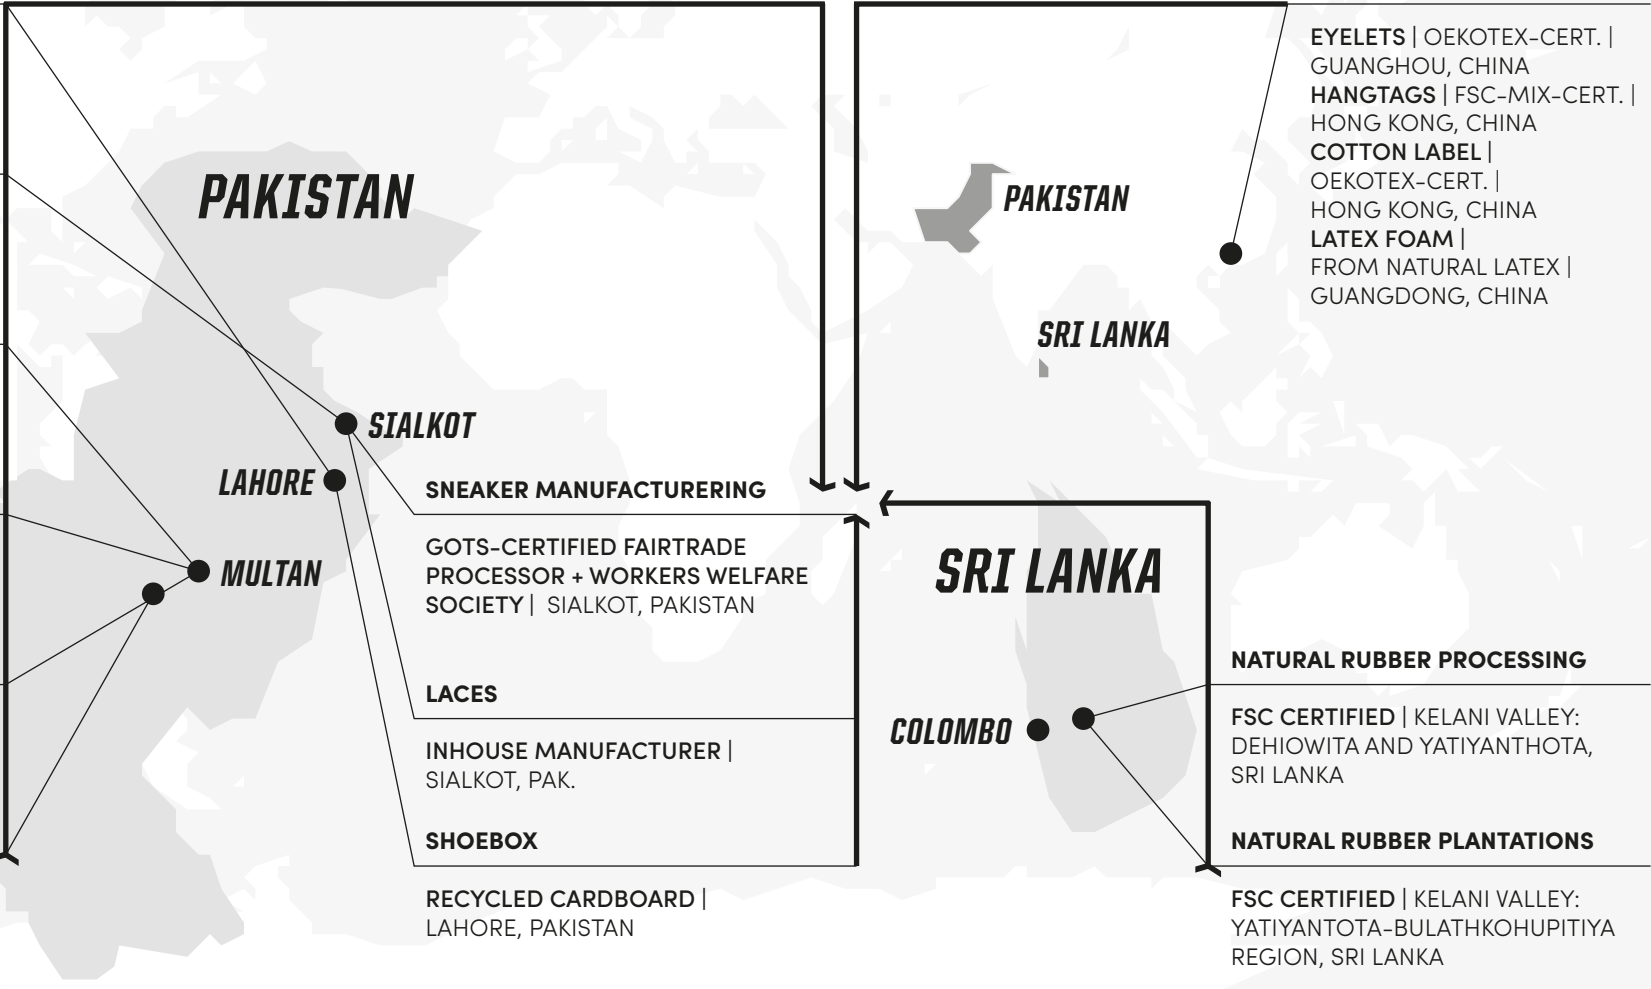 PAKISTAN
SIALKOT
LAHORE
MULTAN
SNEAKER MANUFACTURERING
GOTS-CERTIFIED FAIRTRADE
PROCESSOR + WORKERS WELFARE
SOCIETY | SIALKOT, PAKISTAN
LACES
INHOUSE MANUFACTURER |
SIALKOT, PAK.
SHOEBOX
RECYCLED CARDBOARD |
LAHORE, PAKISTAN
PAKISTAN
SRI LANKA
EYELETS | OEKOTEX-CERT. |
GUANGHOU, CHINA
HANGTAGS | FSC-MIX-CERT. |
HONG KONG, CHINA
COTTON LABEL |
OEKOTEX-CERT. |
HONG KONG, CHINA
LATEX FOAM |
FROM NATURAL LATEX |
GUANGDONG, CHINA
SRI LANKA
COLOMBO
NATURAL RUBBER PROCESSING
FSC CERTIFIED | KELANI VALLEY:
DEHIOWITA AND YATIYANTHOTA,
SRI LANKA
NATURAL RUBBER PLANTATIONS
FSC CERTIFIED | KELANI VALLEY:
YATIYANTOTA-BULATHKOHUPITIYA
REGION, SRI LANKA